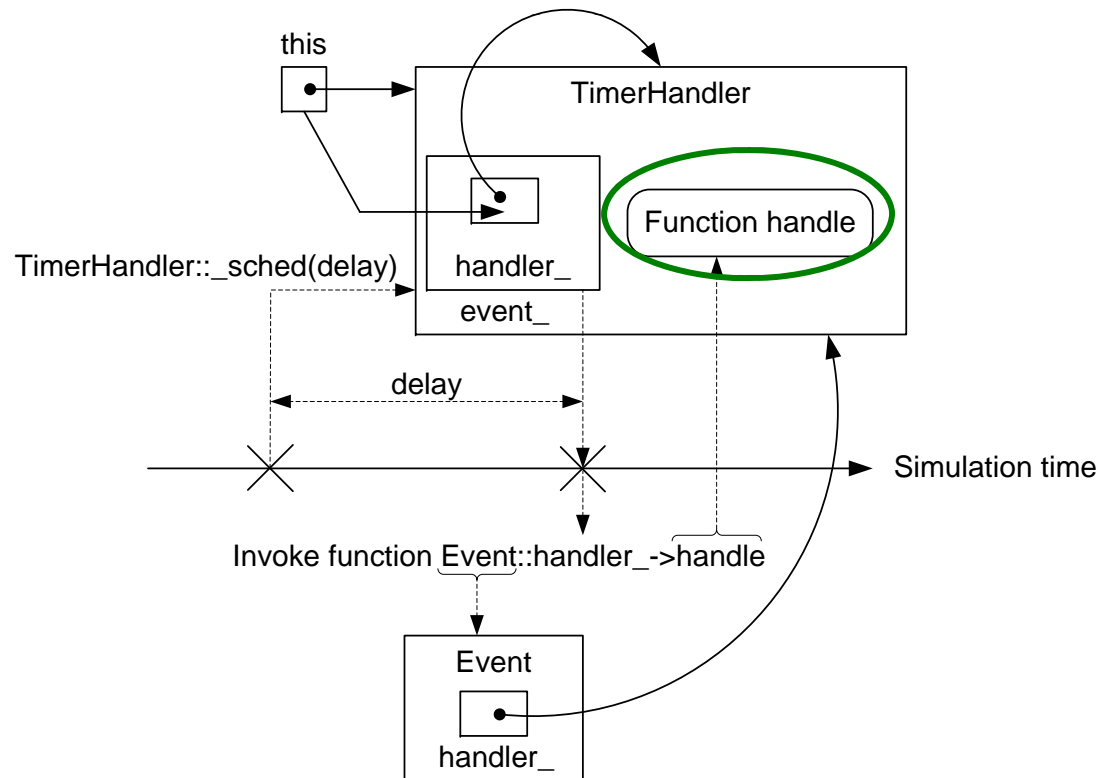 this
TimerHandler
Function handle
TimerHandler::_sched(delay)
handler_
event_
delay
Simulation time
Invoke function Event::handler_->handle
Event
handler_